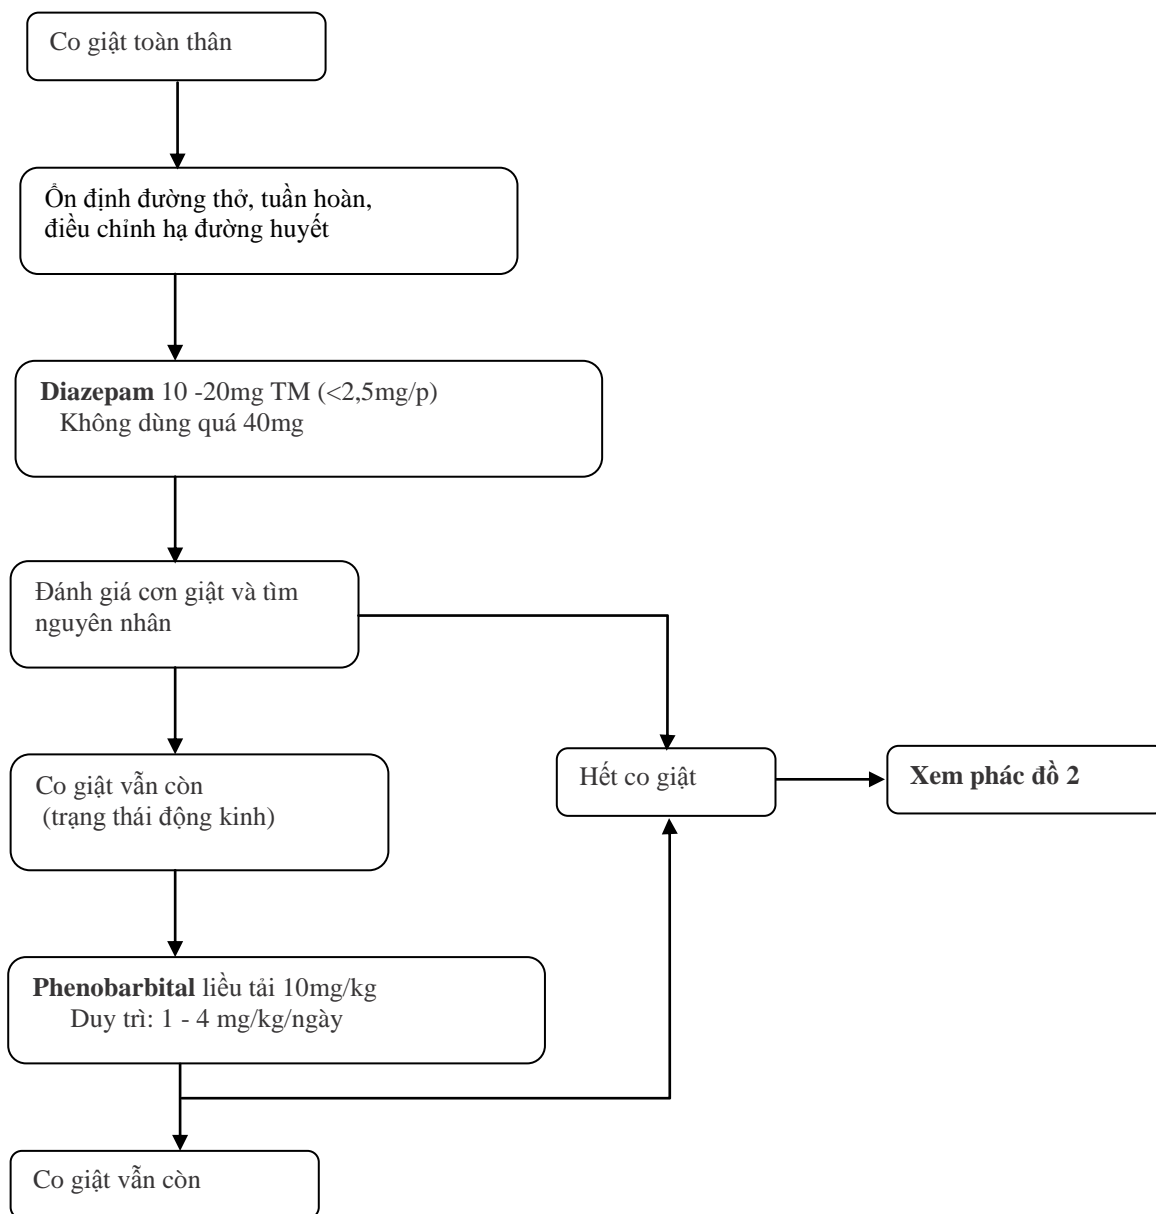 Co giật toàn thân
Ổn định đường thở, tuần hoàn,
điều chỉnh hạ đường huyết
Diazepam 10 -20mg TM (<2,5mg/p)
Không dùng quá 40mg
Đánh giá cơn giật và tìm
nguyên nhân
Co giật vẫn còn
(trạng thái động kinh)
Hết co giật
Xem phác đồ 2
Phenobarbital liều tải 10mg/kg
Duy trì: 1 - 4 mg/kg/ngày
Co giật vẫn còn